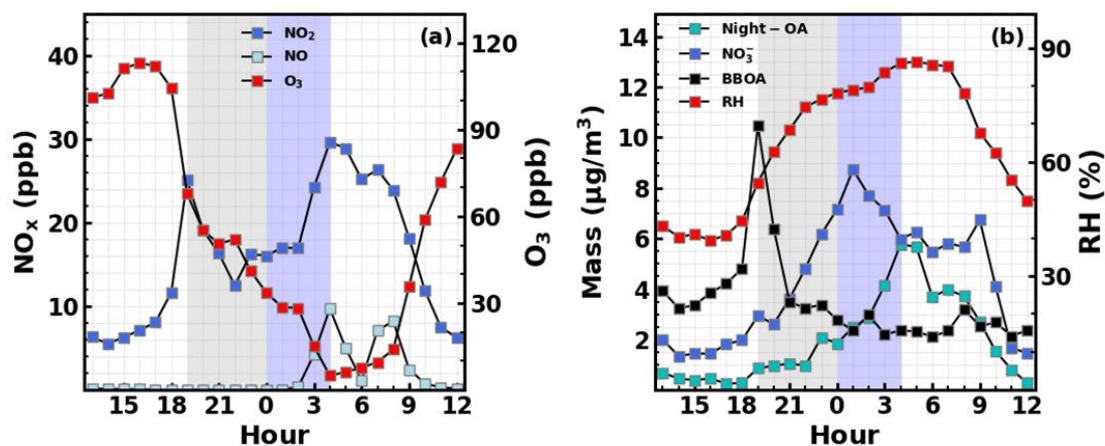 NO₂
NO
O₃
(a)
40
30
20
10
NOₓ (ppb)
120
90
60
30
O₃ (ppb)
15 18 21 0 3 6 9 12
Hour
Night − OA
NO₃⁻
BBOA
RH
(b)
14
12
10
8
6
4
2
Mass (μg/m³)
90
60
30
RH (%)
15 18 21 0 3 6 9 12
Hour